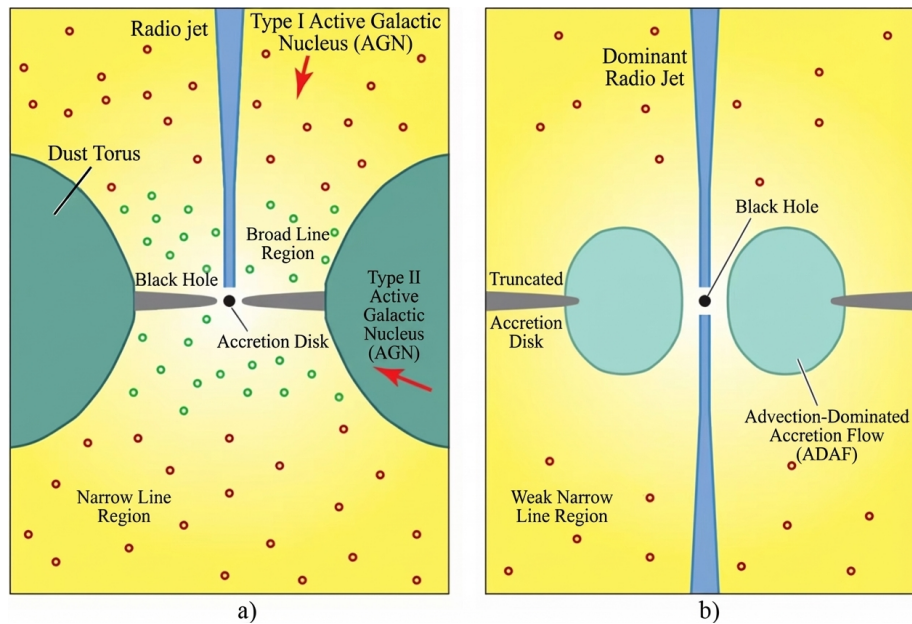 Radio jet
Type I Active Galactic
Nucleus (AGN)
Dust Torus
Broad Line
Region
Black Hole
Type II
Active
Galactic
Nucleus
(AGN)
Accretion Disk
Narrow Line
Region
a)
Dominant
Radio Jet
Black Hole
Truncated
Accretion
Disk
Advection-Dominated
Accretion Flow
(ADAF)
Weak Narrow
Line Region
b)